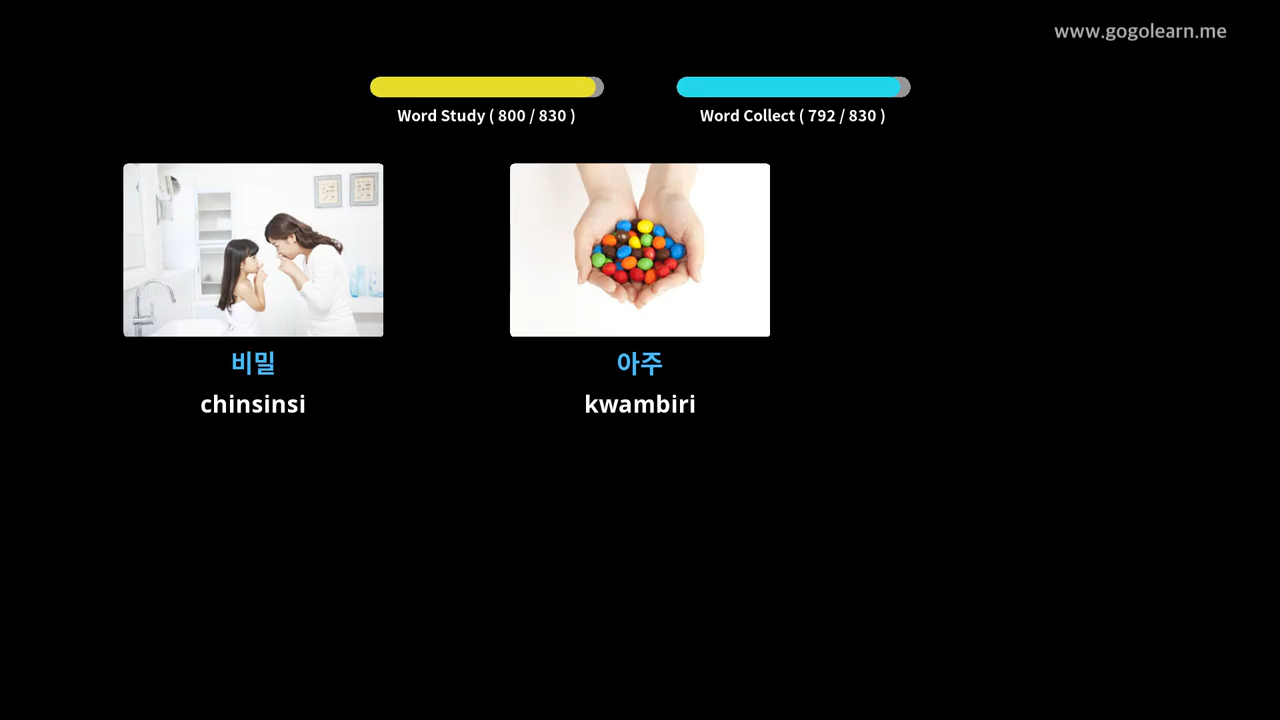 www.gogolearn.me
Word Study ( 800 / 830 )
Word Collect ( 792 / 830 )
비밀
chinsinsi
아주
kwambiri